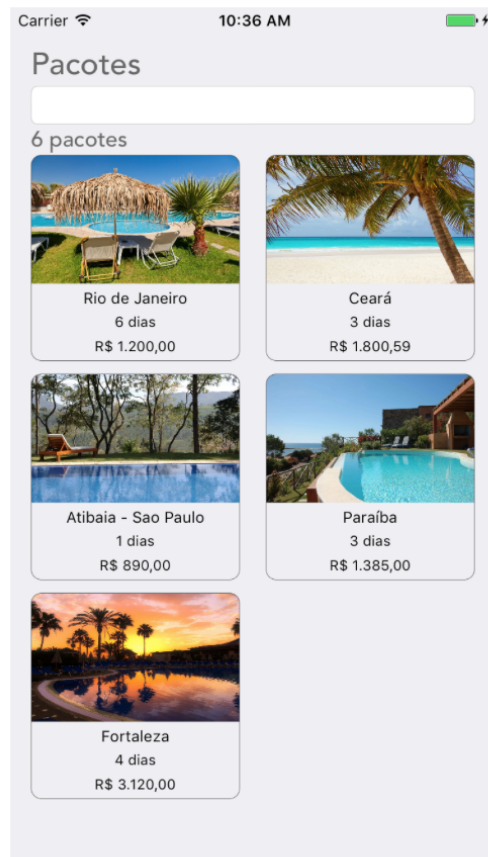 Carrier 10:36 AM
Pacotes
6 pacotes
Rio de Janeiro
6 dias
R$ 1.200,00
Ceará
3 dias
R$ 1.800,59
Atibaia - Sao Paulo
1 dias
R$ 890,00
Paraíba
3 dias
R$ 1.385,00
Fortaleza
4 dias
R$ 3.120,00